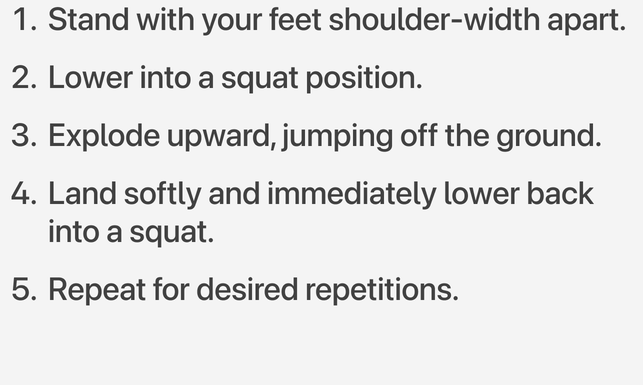 1. Stand with your feet shoulder-width apart.
2. Lower into a squat position.
3. Explode upward, jumping off the ground.
4. Land softly and immediately lower back
into a squat.
5. Repeat for desired repetitions.